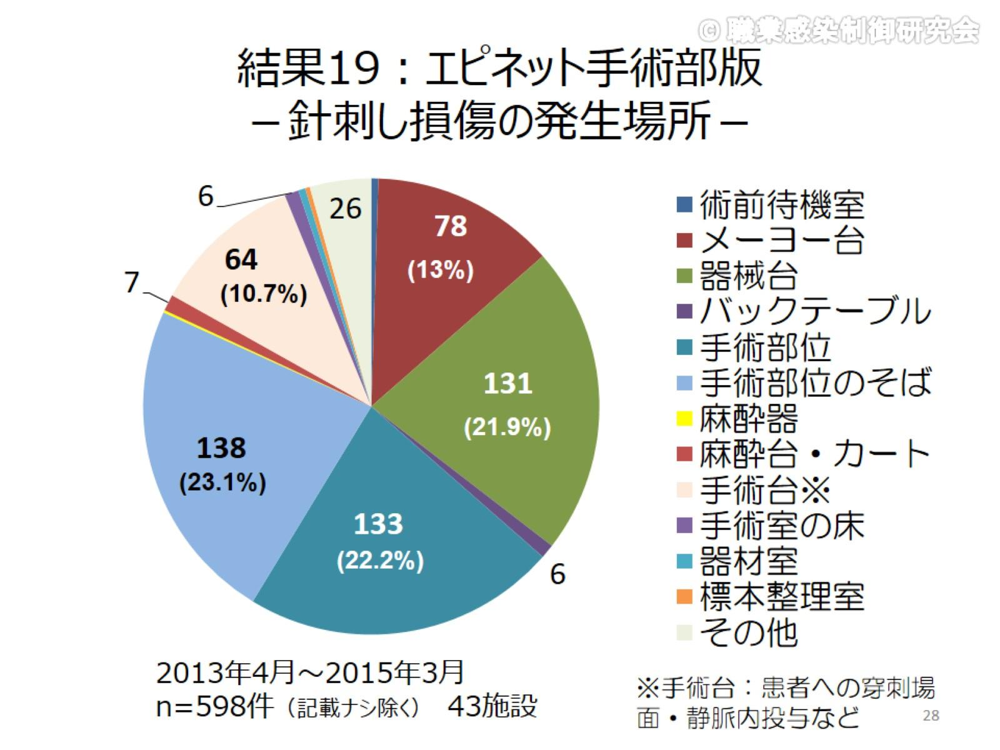 © 職業感染制御研究会
結果19：エピネット手術部版
－針刺し損傷の発生場所－
6
26
78
(13%)
64
(10.7%)
7
131
(21.9%)
138
(23.1%)
133
(22.2%)
6
術前待機室
メーヨー台
器械台
バックテーブル
手術部位
手術部位のそば
麻酔器
麻酔台・カート
手術台※
手術室の床
器材室
標本整理室
その他
2013年4月～2015年3月
n=598件（記載ナシ除く） 43施設
※手術台：患者への穿刺場
面・静脈内投与など
28